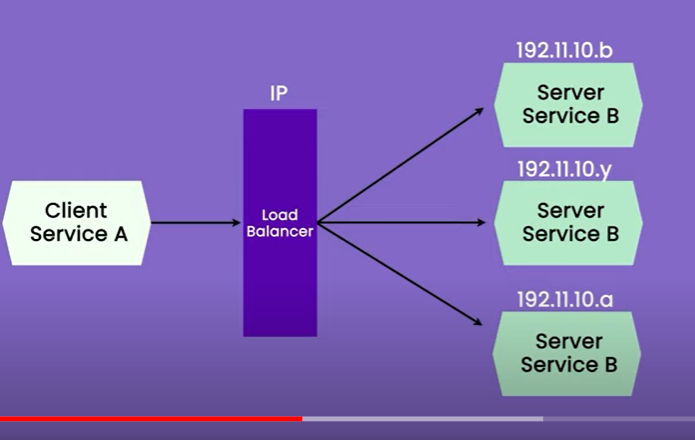 192.11.10.b
Server
Service B
IP
192.11.10.y
Client
Service A
Load
Balancer
Server
Service B
192.11.10.a
Server
Service B